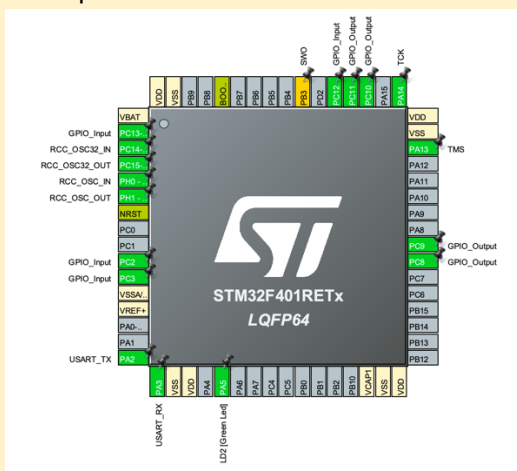 SWO
GPIO_Input
GPIO_Output
GPIO_Output
TCK
VDD
VSS
PB9
PB8
BOO...
PB7
PB6
PB5
PB4
PB3
PD2
PC12
PC11
PC10
PA15
PA14
VBAT
GPIO_Input PC13-...
RCC_OSC32_IN PC14-...
RCC_OSC32_OUT PC15-...
RCC_OSC_IN PH0 - ...
RCC_OSC_OUT PH1 - ...
NRST
PC0
PC1
GPIO_Input PC2
GPIO_Input PC3
VSSA/...
VREF+
PA0-...
PA1
USART_TX PA2
STM32F401RETx
LQFP64
VDD
VSS
PA13 TMS
PA12
PA11
PA10
PA9
PA8
PC9 GPIO_Output
PC8 GPIO_Output
PC7
PC6
PB15
PB14
PB13
PB12
PA3
VSS
VDD
PA4
PA5
PA6
PA7
PC4
PC5
PB0
PB1
PB2
PB10
VCAP1
VSS
VDD
USART_RX
LD2 [Green Led]